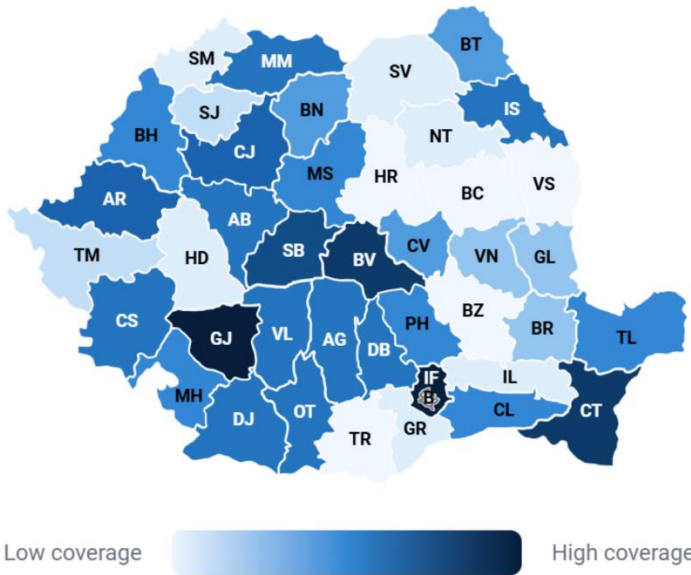 BT
SM
MM
SV
IS
SJ
BN
BH
NT
CJ
MS
HR
VS
BC
AR
AB
CV
SB
BV
VN
GL
TM
HD
BZ
CS
GJ
VL
AG
DB
PH
BR
TL
IF
IL
MH
B
CL
CT
DJ
OT
GR
TR
Low coverage
High coverage